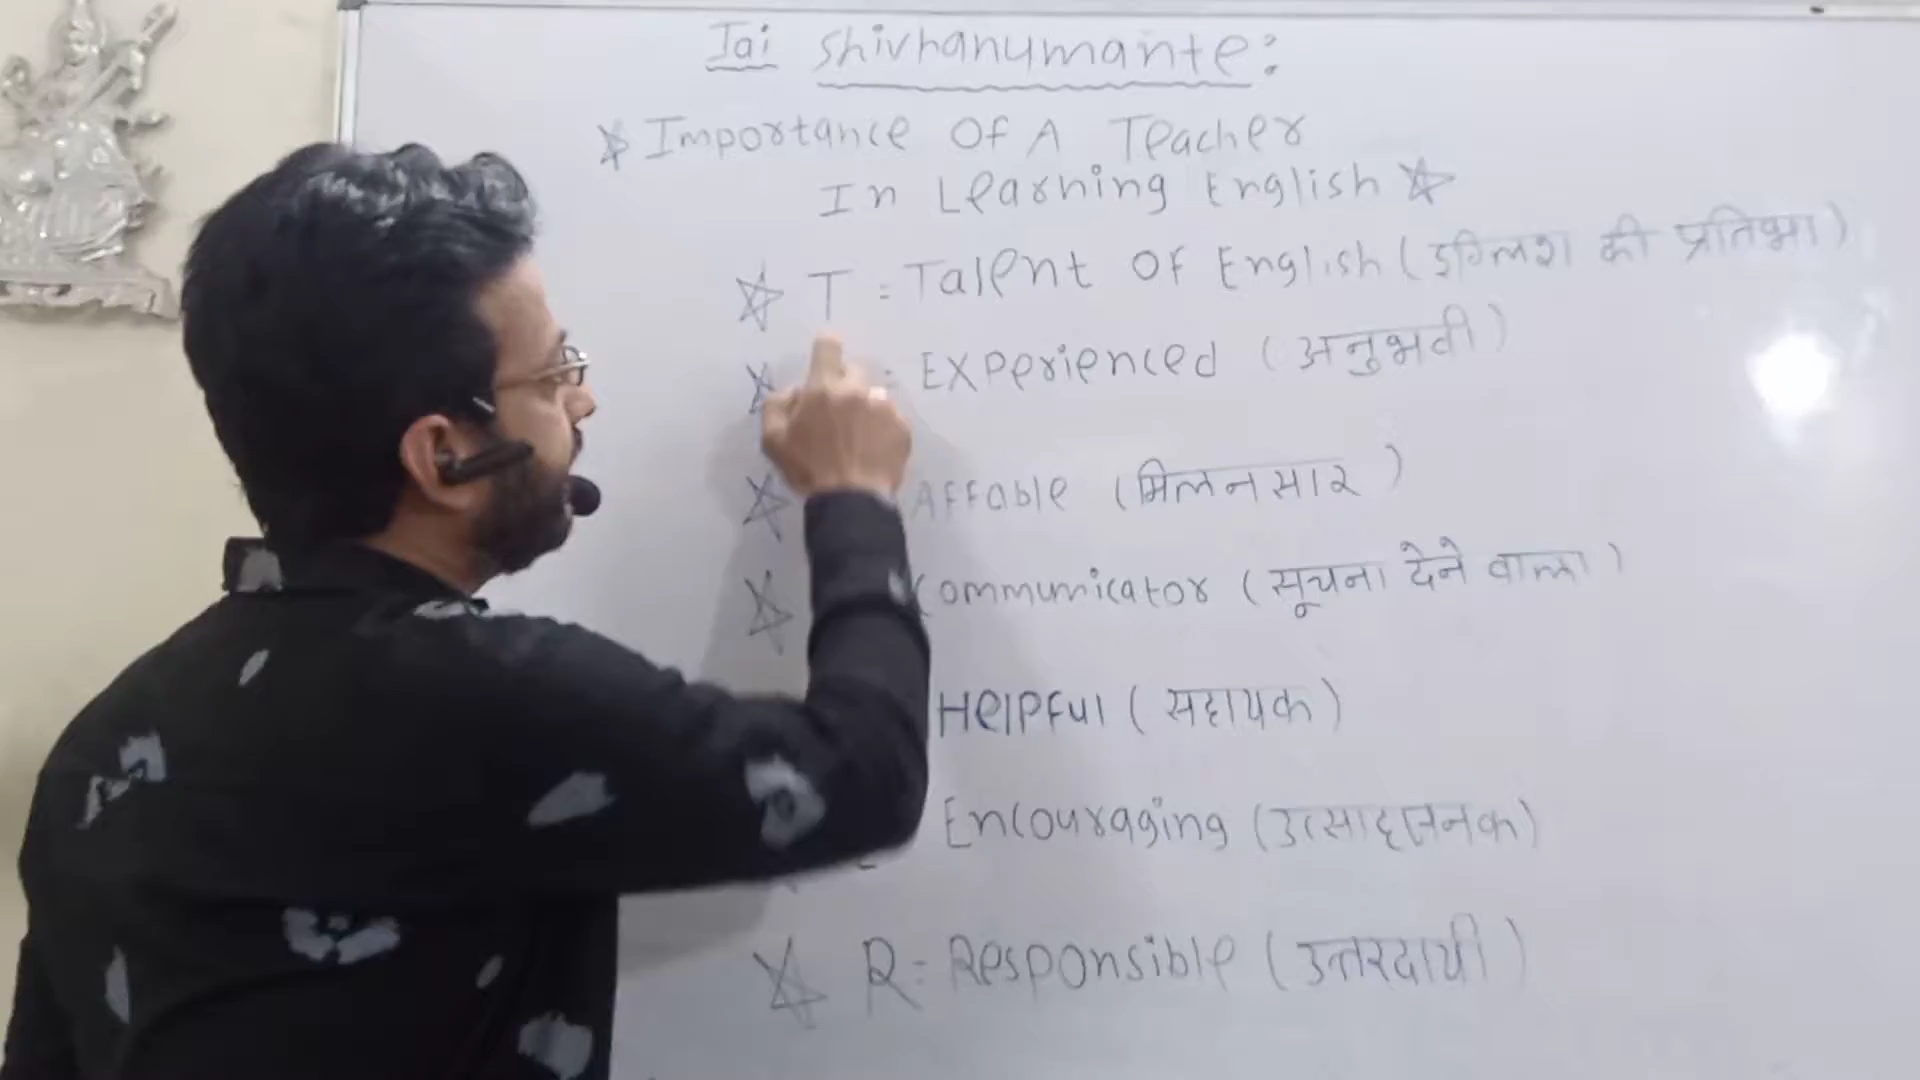 Jai Shivhanumante:
Importance Of A Teacher
In Learning English
T = Talent Of English (इंग्लिश की प्रतिभा)
= Experienced (अनुभवी)
Affable (मिलनसार)
Communicator (सूचना देने वाला)
Helpful (सहायक)
Encouraging (उत्साहजनक)
R = Responsible (उत्तरदायी)